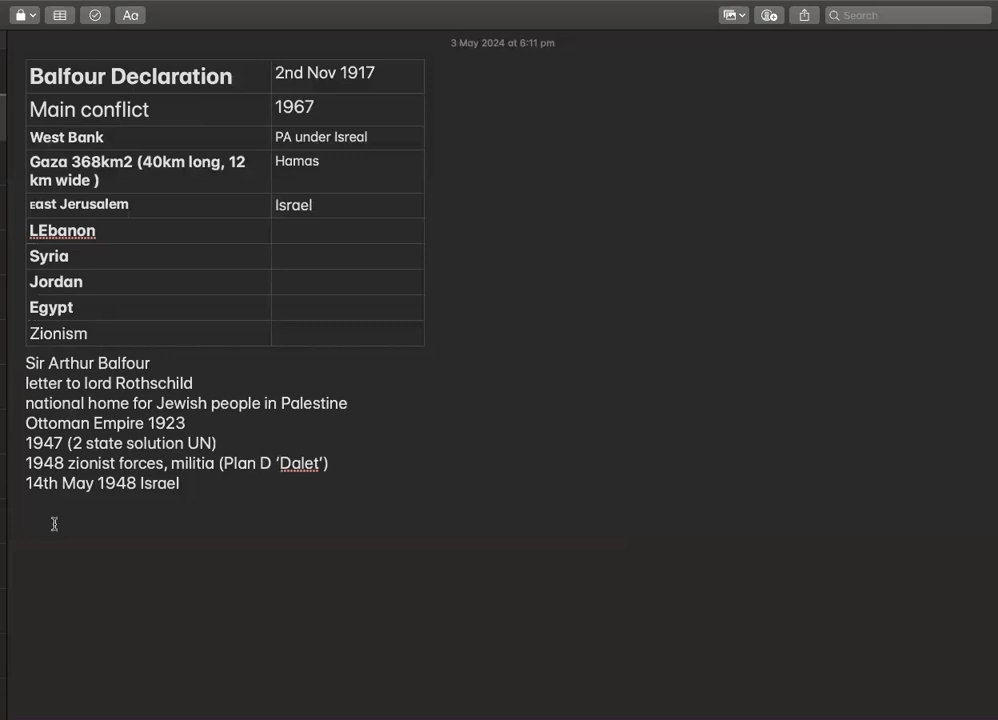 Aa
Search
3 May 2024 at 6:11 pm
Balfour Declaration 2nd Nov 1917
Main conflict 1967
West Bank PA under Isreal
Gaza 368km2 (40km long, 12 Hamas
km wide )
East Jerusalem Israel
LEbanon
Syria
Jordan
Egypt
Zionism
Sir Arthur Balfour
letter to lord Rothschild
national home for Jewish people in Palestine
Ottoman Empire 1923
1947 (2 state solution UN)
1948 zionist forces, militia (Plan D ‘Dalet’)
14th May 1948 Israel